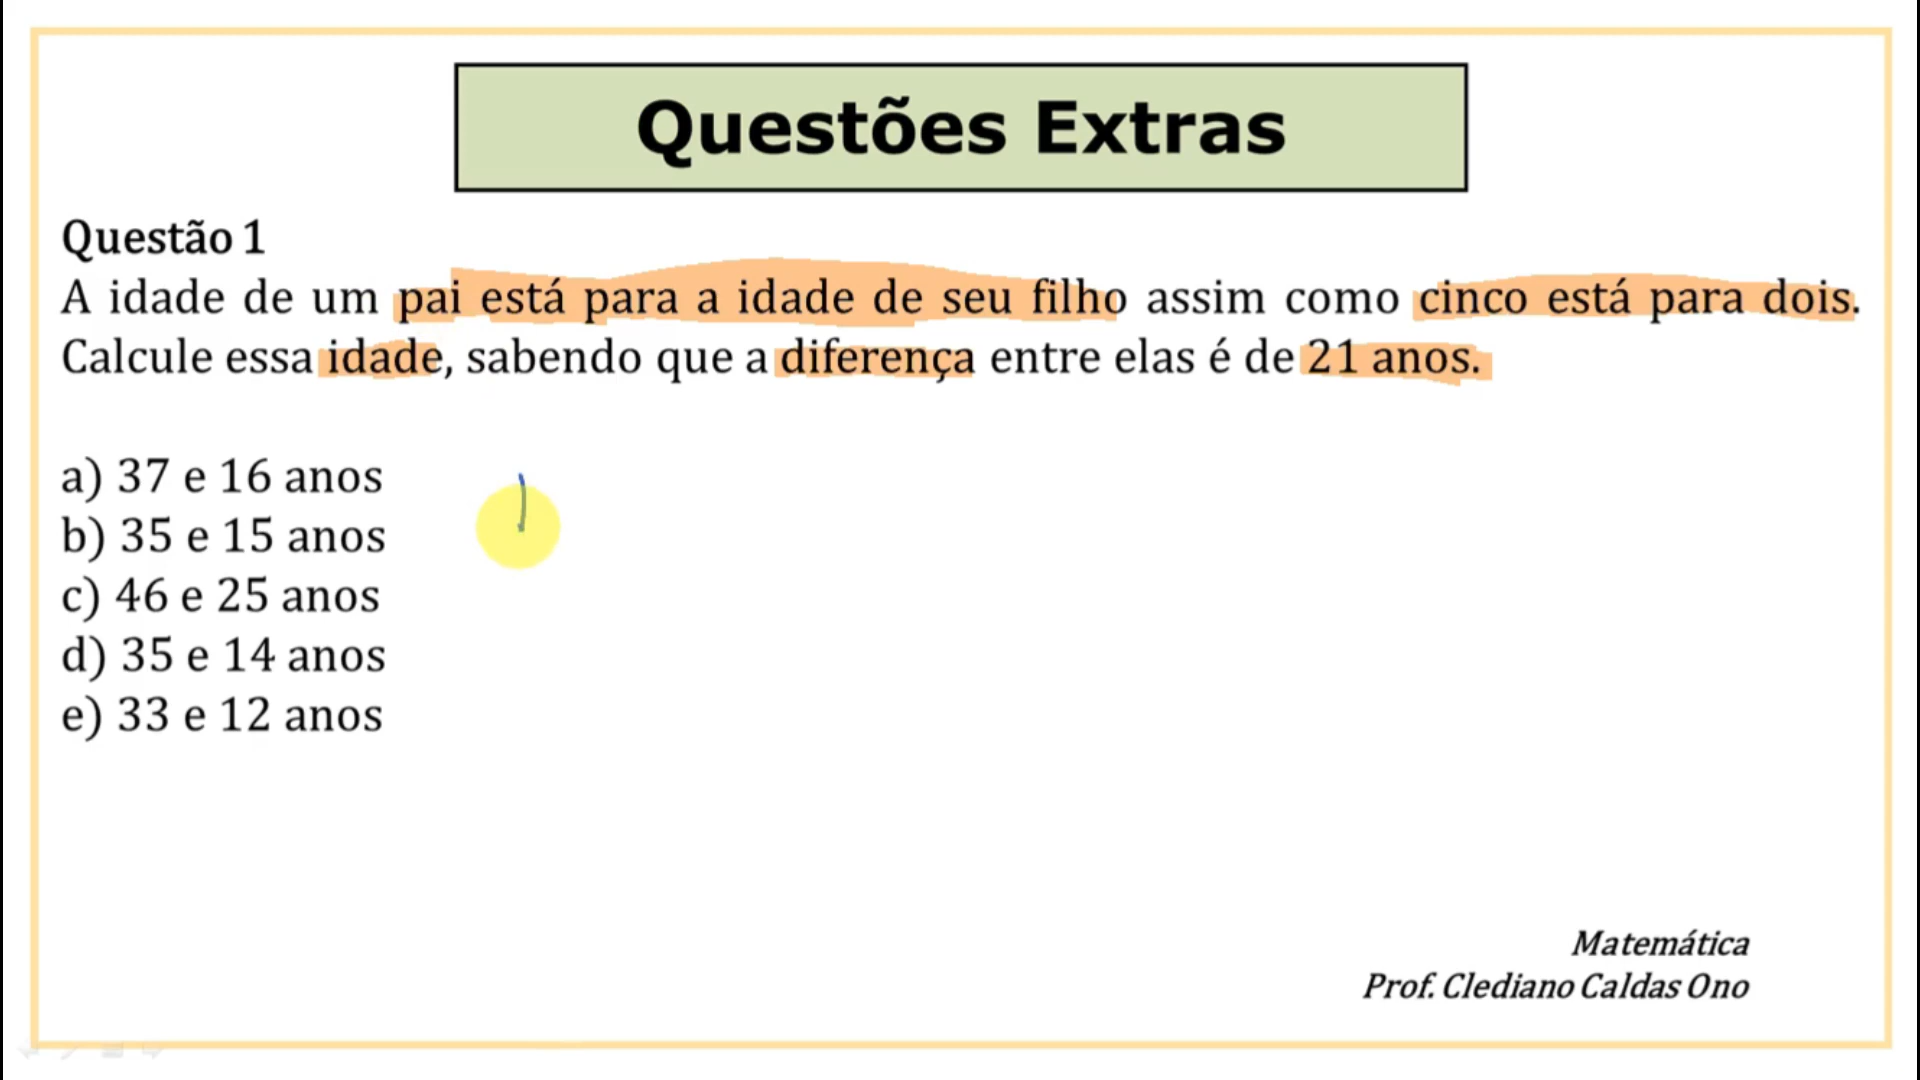 Questões Extras
Questão 1
A idade de um pai está para a idade de seu filho assim como cinco está para dois.
Calcule essa idade, sabendo que a diferença entre elas é de 21 anos.
a) 37 e 16 anos
b) 35 e 15 anos
c) 46 e 25 anos
d) 35 e 14 anos
e) 33 e 12 anos
Matemática
Prof. Clediano Caldas Ono